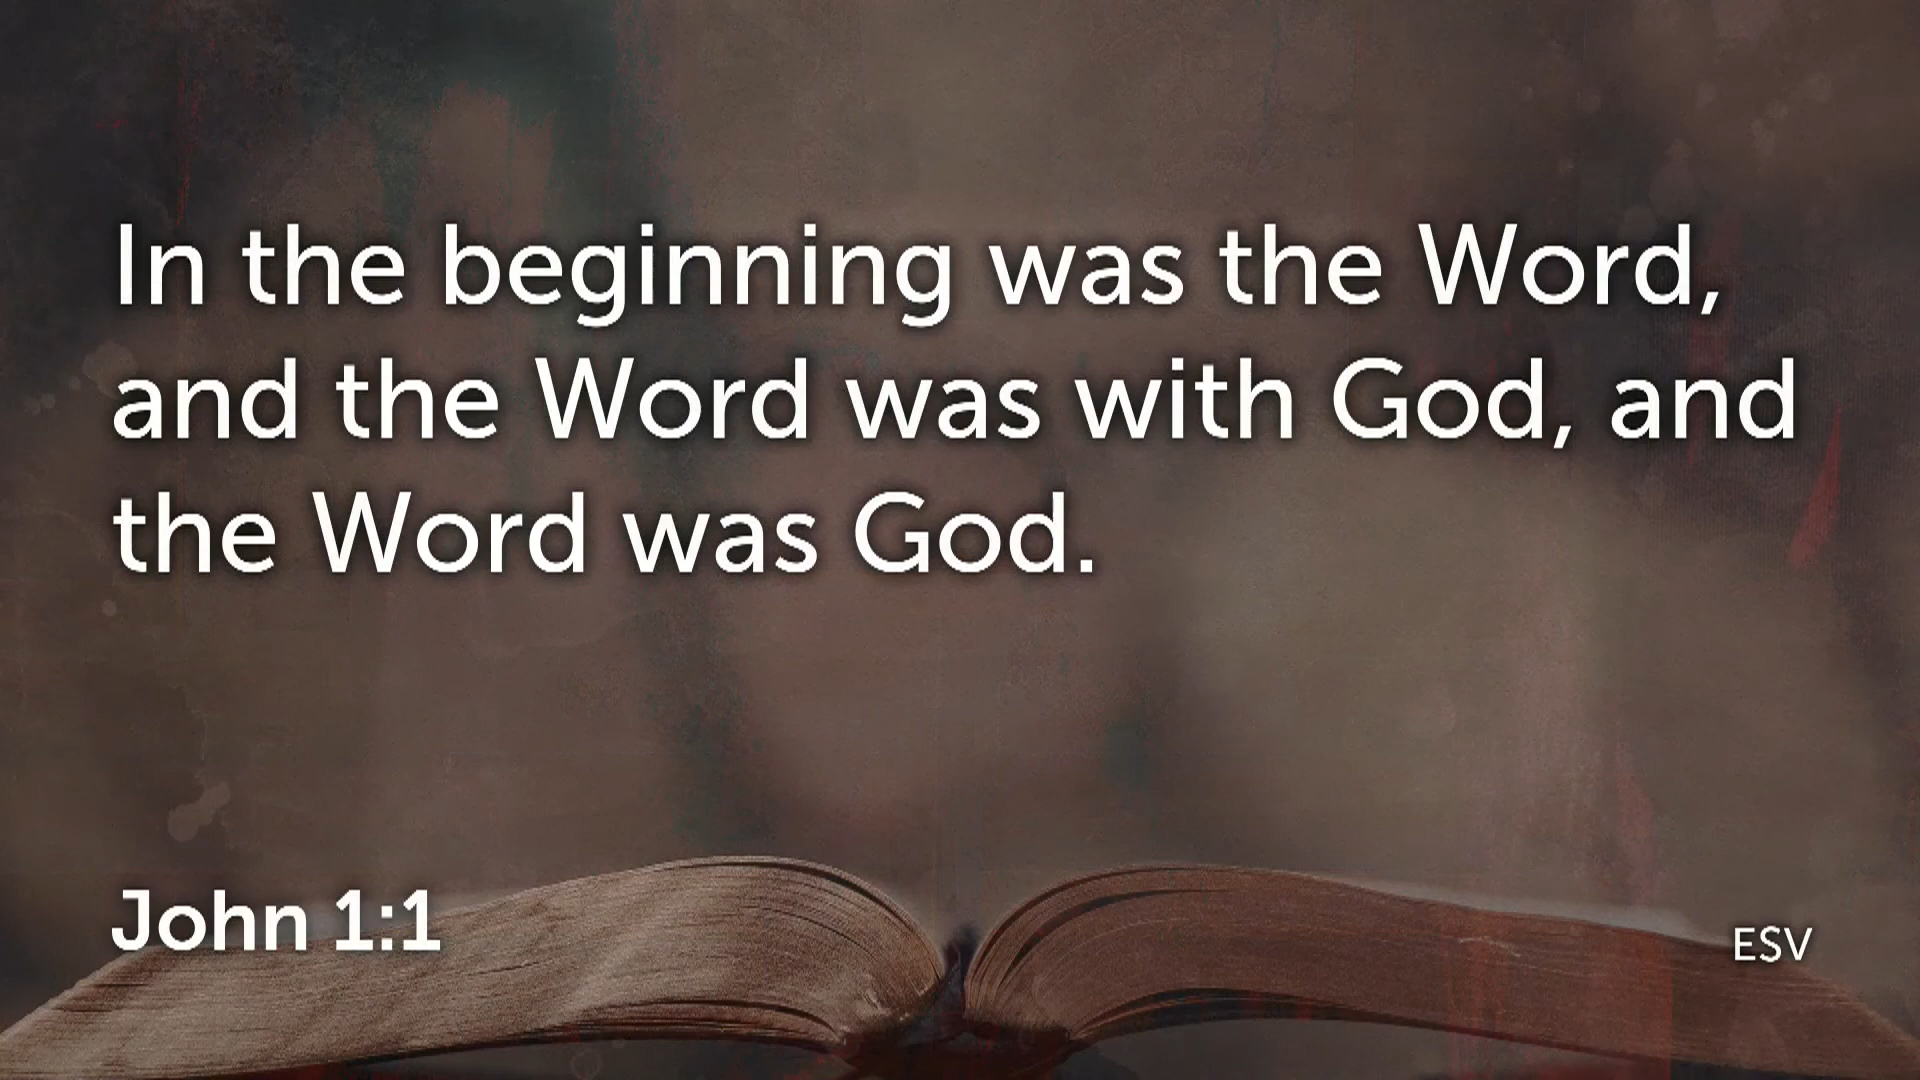 In the beginning was the Word,
and the Word was with God, and
the Word was God.
John 1:1
ESV